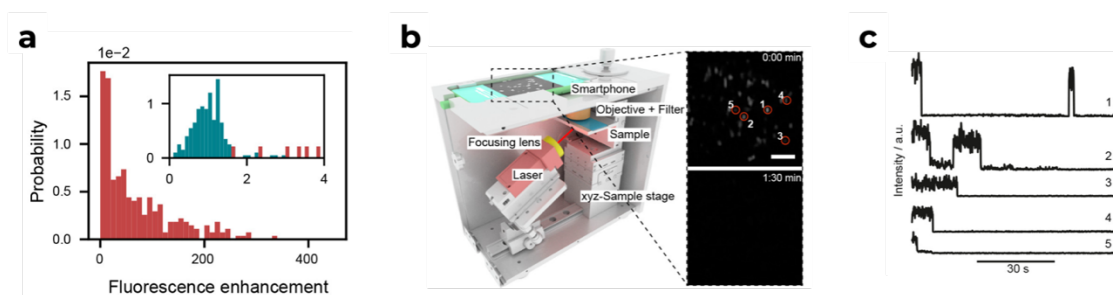 a
1e−2
Probability
1.5
1.0
0.5
0.0
0
200
400
Fluorescence enhancement
1
0
0
2
4
b
Smartphone
Objective + Filter
Sample
Focusing lens
Laser
xyz-Sample stage
0:00 min
4
5
1
2
3
1:30 min
c
Intensity / a.u.
1
2
3
4
5
30 s